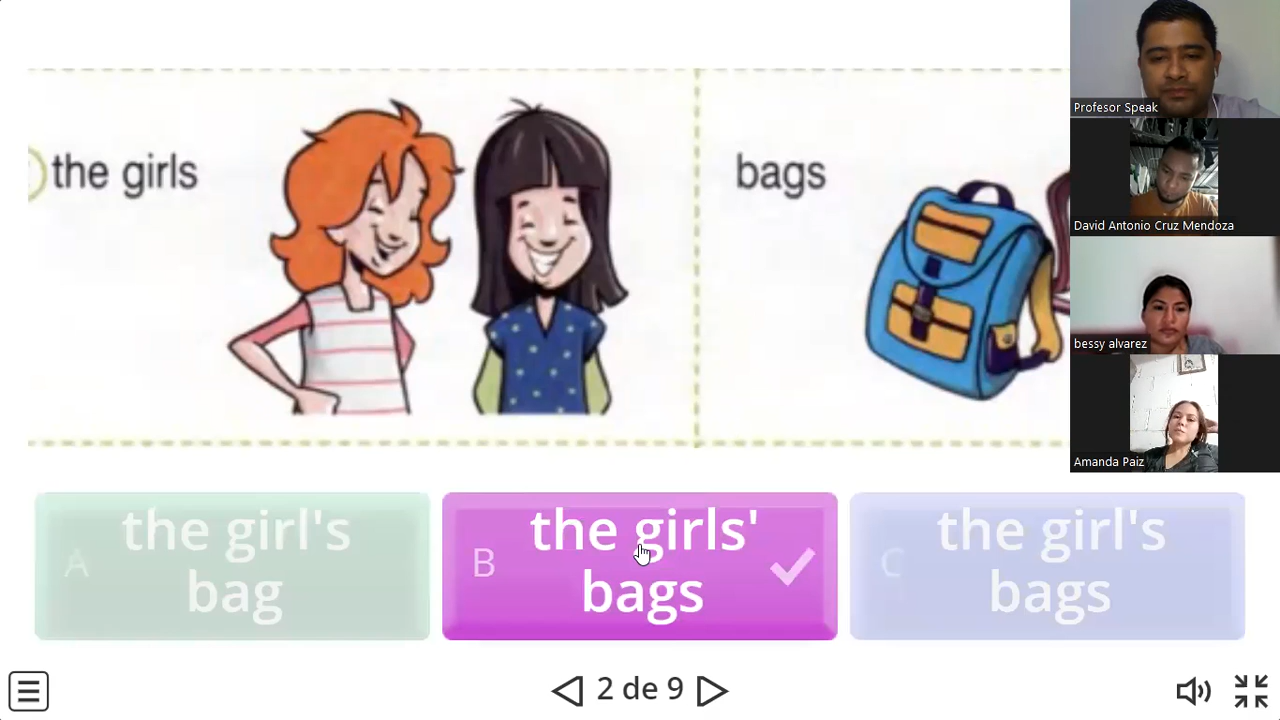 the girls
bags
Profesor Speak
David Antonio Cruz Mendoza
bessy alvarez
Amanda Paiz
A
the girl's
bag
B
the girls'
bags
C
the girl's
bags
2 de 9